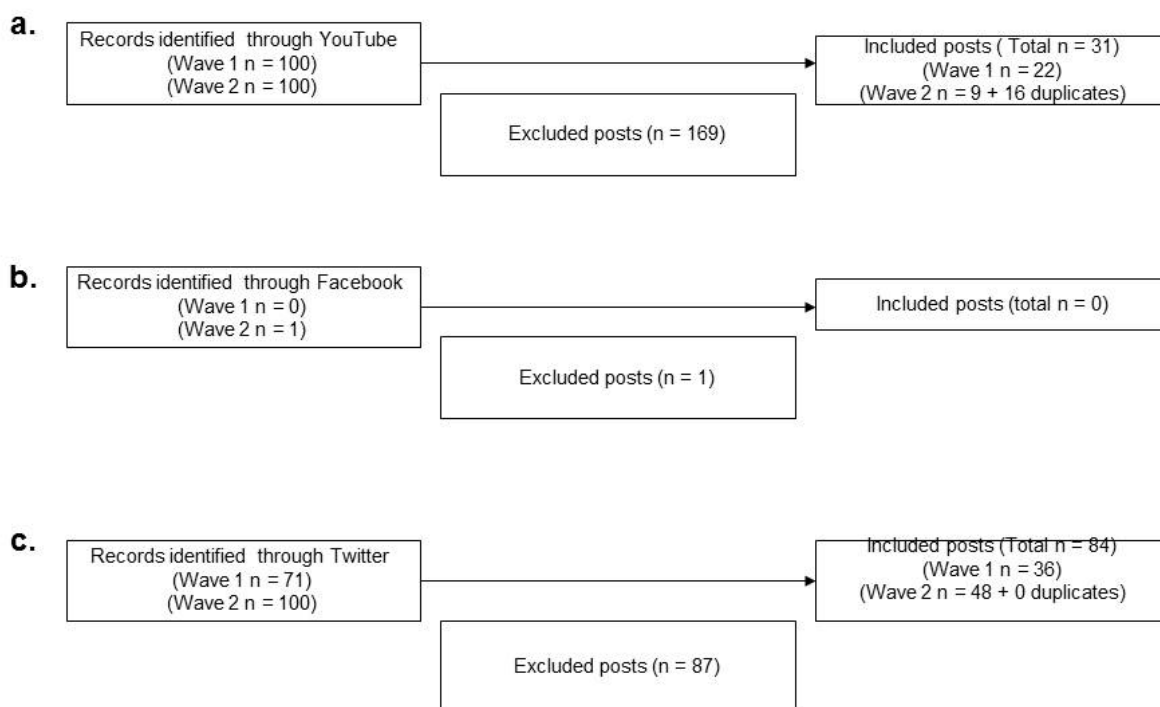 a.
Records identified through YouTube
(Wave 1 n = 100)
(Wave 2 n = 100)
Included posts ( Total n = 31)
(Wave 1 n = 22)
(Wave 2 n = 9 + 16 duplicates)
Excluded posts (n = 169)
b.
Records identified through Facebook
(Wave 1 n = 0)
(Wave 2 n = 1)
Included posts (total n = 0)
Excluded posts (n = 1)
c.
Records identified through Twitter
(Wave 1 n = 71)
(Wave 2 n = 100)
Included posts (Total n = 84)
(Wave 1 n = 36)
(Wave 2 n = 48 + 0 duplicates)
Excluded posts (n = 87)